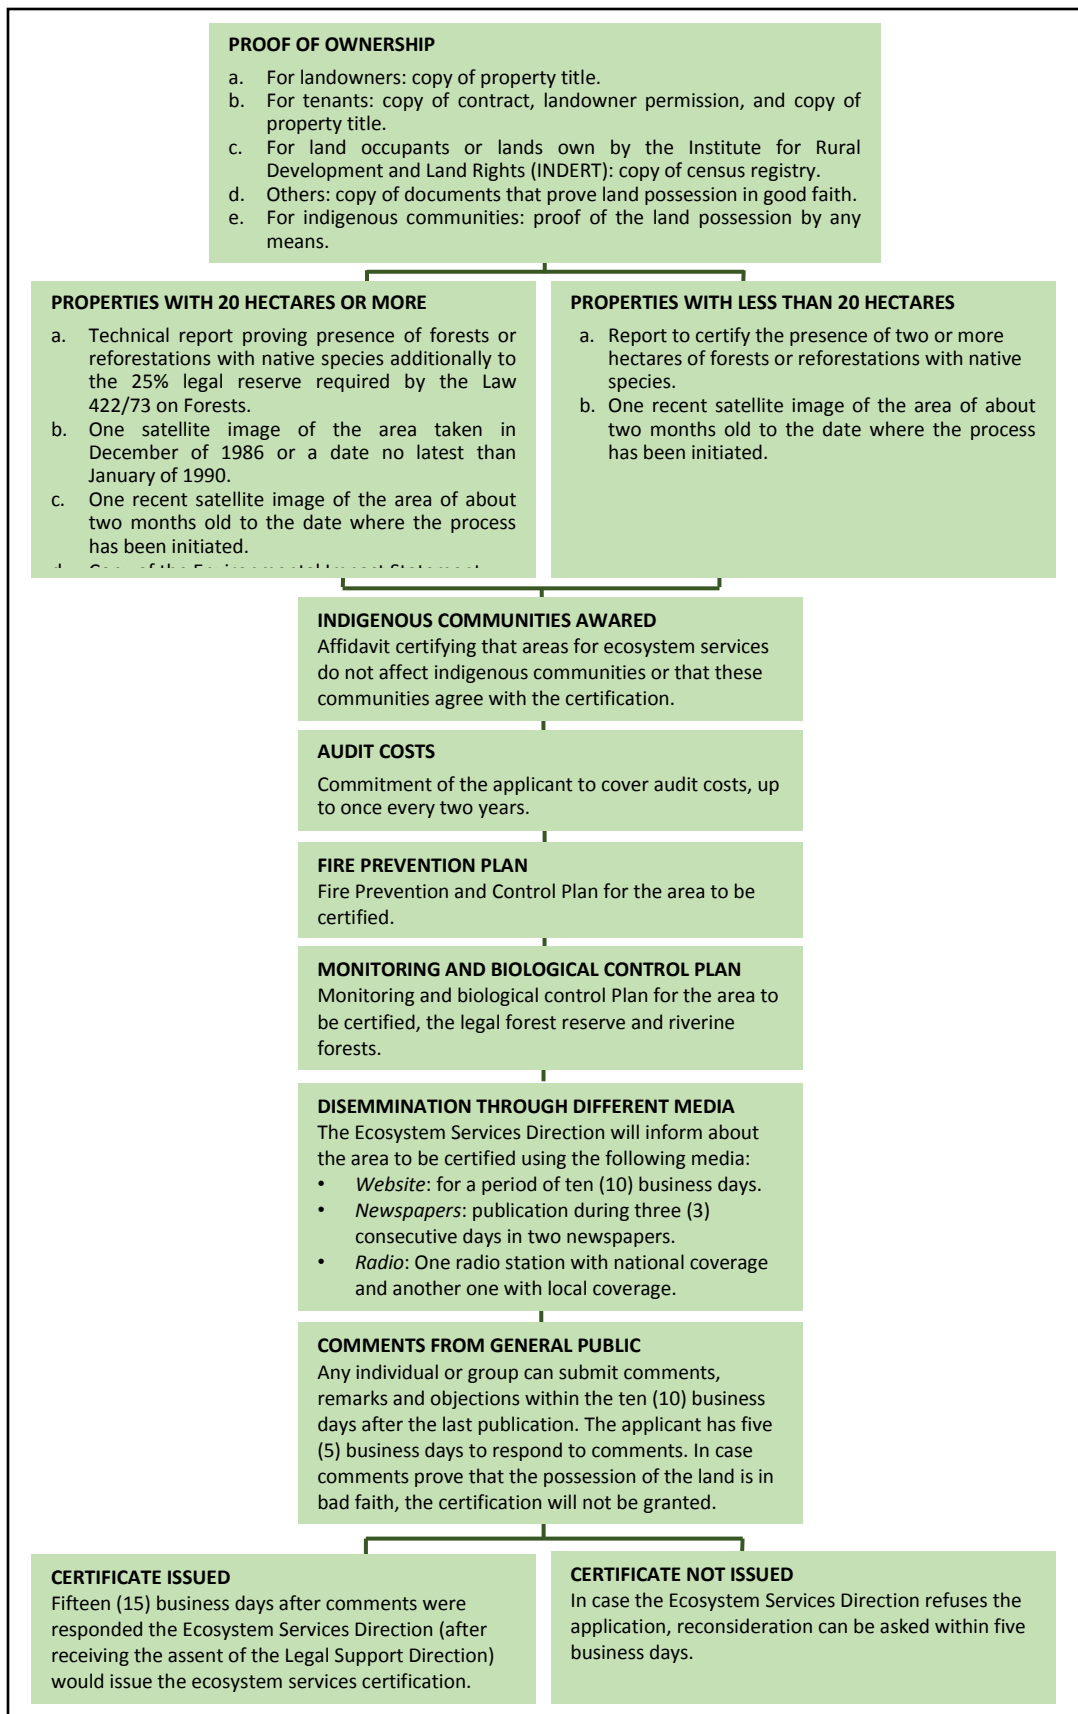 PROOF OF OWNERSHIP
a. For landowners: copy of property title.
b. For tenants: copy of contract, landowner permission, and copy of
property title.
c. For land occupants or lands own by the Institute for Rural
Development and Land Rights (INDERT): copy of census registry.
d. Others: copy of documents that prove land possession in good faith.
e. For indigenous communities: proof of the land possession by any
means.
PROPERTIES WITH 20 HECTARES OR MORE
a. Technical report proving presence of forests or
reforestations with native species additionally to
the 25% legal reserve required by the Law
422/73 on Forests.
b. One satellite image of the area taken in
December of 1986 or a date no latest than
January of 1990.
c. One recent satellite image of the area of about
two months old to the date where the process
has been initiated.
d. Copy of the Environmental Impact Statement
PROPERTIES WITH LESS THAN 20 HECTARES
a. Report to certify the presence of two or more
hectares of forests or reforestations with native
species.
b. One recent satellite image of the area of about
two months old to the date where the process
has been initiated.
INDIGENOUS COMMUNITIES AWARED
Affidavit certifying that areas for ecosystem services
do not affect indigenous communities or that these
communities agree with the certification.
AUDIT COSTS
Commitment of the applicant to cover audit costs, up
to once every two years.
FIRE PREVENTION PLAN
Fire Prevention and Control Plan for the area to be
certified.
MONITORING AND BIOLOGICAL CONTROL PLAN
Monitoring and biological control Plan for the area to
be certified, the legal forest reserve and riverine
forests.
DISEMMINATION THROUGH DIFFERENT MEDIA
The Ecosystem Services Direction will inform about
the area to be certified using the following media:
• Website: for a period of ten (10) business days.
• Newspapers: publication during three (3)
consecutive days in two newspapers.
• Radio: One radio station with national coverage
and another one with local coverage.
COMMENTS FROM GENERAL PUBLIC
Any individual or group can submit comments,
remarks and objections within the ten (10) business
days after the last publication. The applicant has five
(5) business days to respond to comments. In case
comments prove that the possession of the land is in
bad faith, the certification will not be granted.
CERTIFICATE ISSUED
Fifteen (15) business days after comments were
responded the Ecosystem Services Direction (after
receiving the assent of the Legal Support Direction)
would issue the ecosystem services certification.
CERTIFICATE NOT ISSUED
In case the Ecosystem Services Direction refuses the
application, reconsideration can be asked within five
business days.